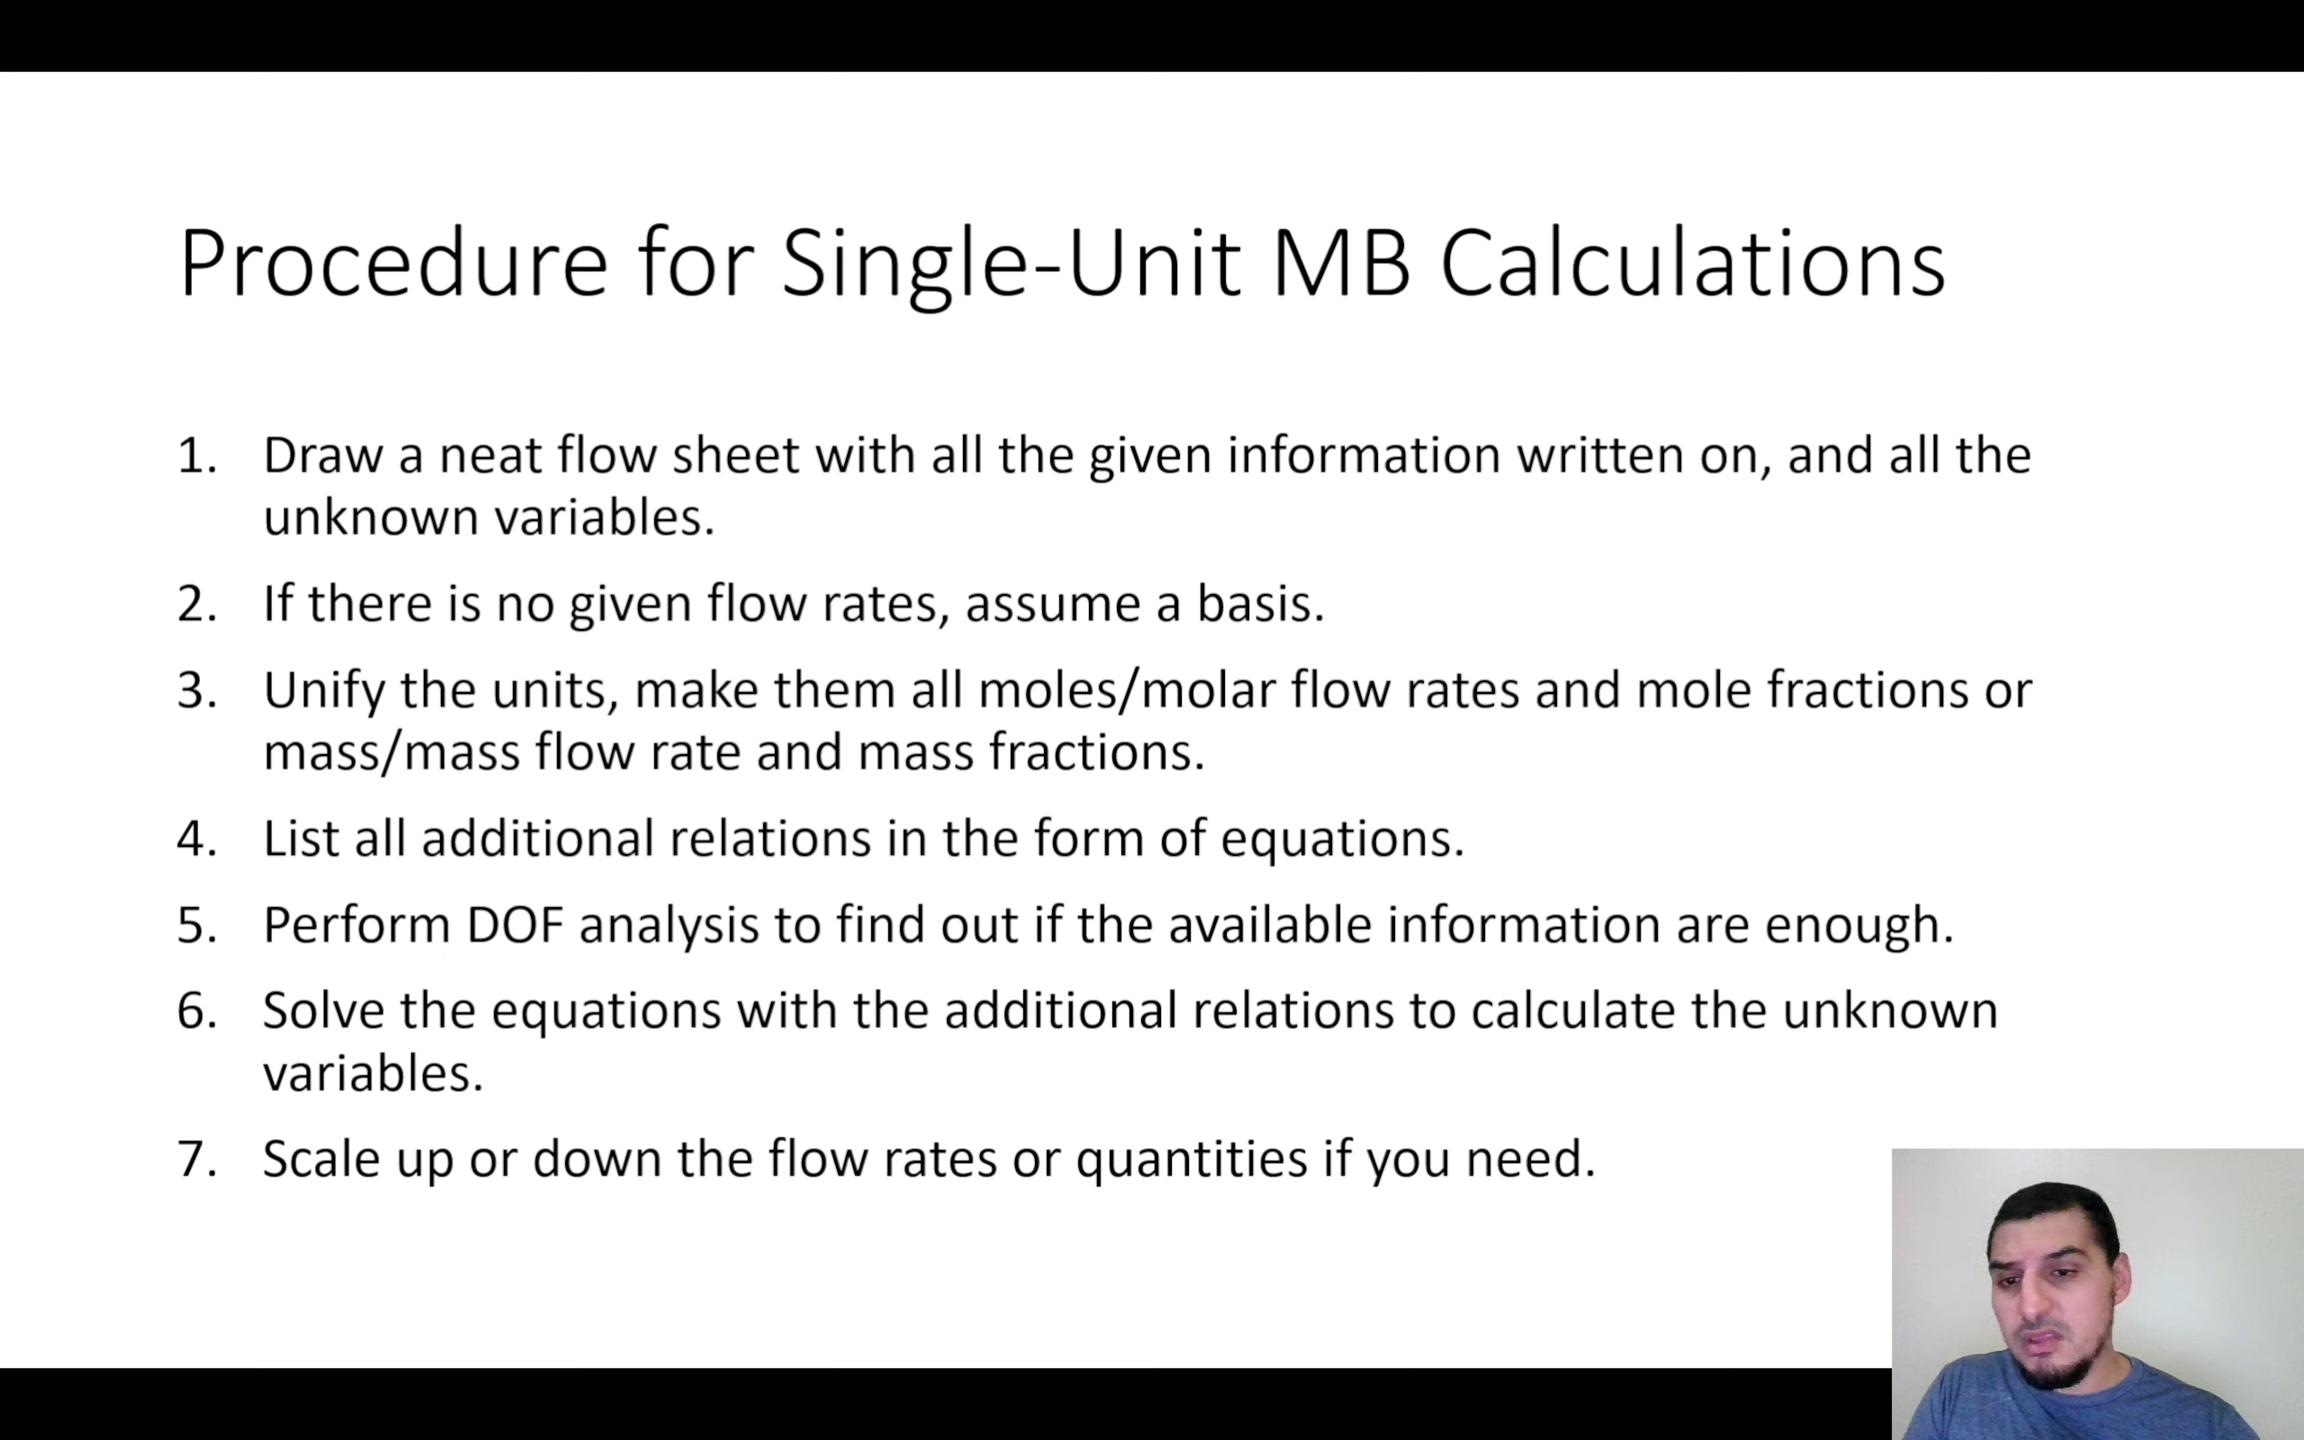 Procedure for Single-Unit MB Calculations
1. Draw a neat flow sheet with all the given information written on, and all the
unknown variables.
2. If there is no given flow rates, assume a basis.
3. Unify the units, make them all moles/molar flow rates and mole fractions or
mass/mass flow rate and mass fractions.
4. List all additional relations in the form of equations.
5. Perform DOF analysis to find out if the available information are enough.
6. Solve the equations with the additional relations to calculate the unknown
variables.
7. Scale up or down the flow rates or quantities if you need.